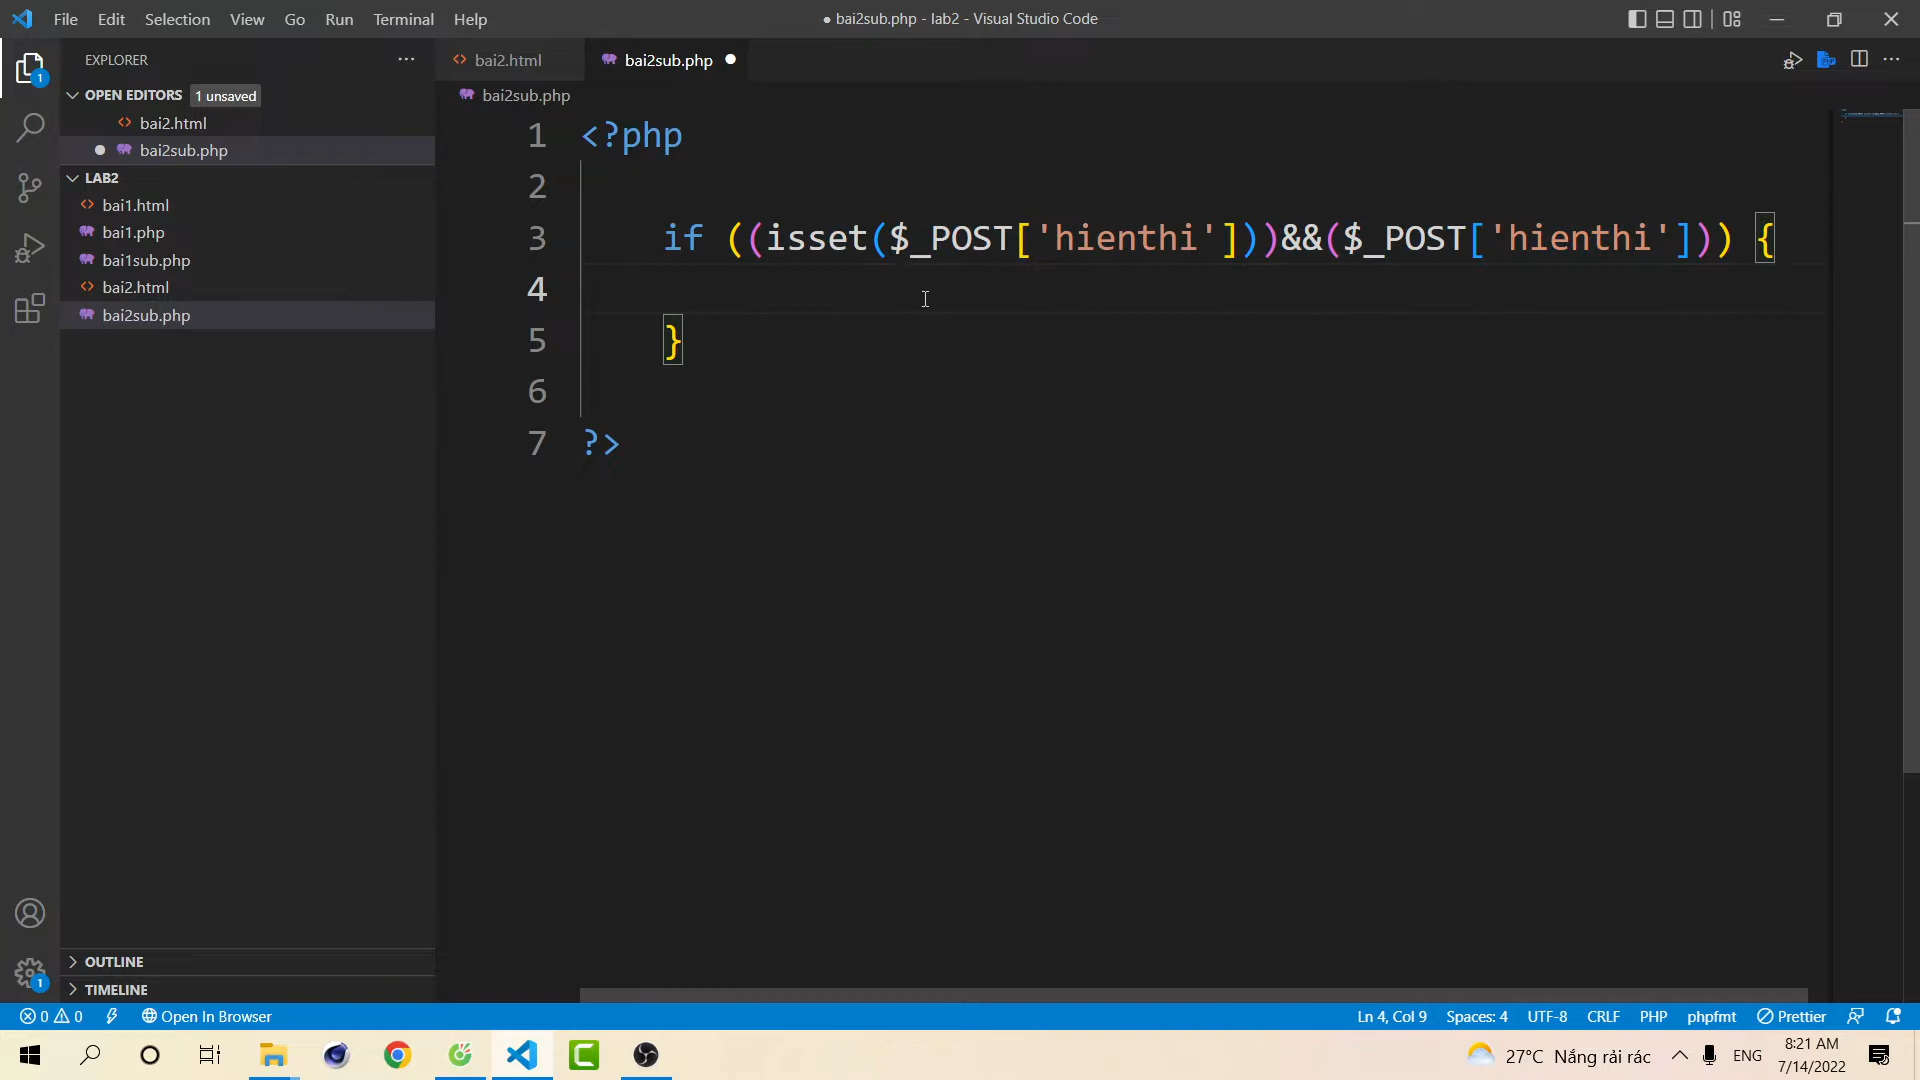 File Edit Selection View Go Run Terminal Help
● bai2sub.php - lab2 - Visual Studio Code
EXPLORER
OPEN EDITORS 1 unsaved
bai2.html
bai2sub.php
LAB2
bai1.html
bai1.php
bai1sub.php
bai2.html
bai2sub.php
OUTLINE
TIMELINE
1
1
bai2.html
bai2sub.php
bai2sub.php
1 <?php
2
3 if ((isset($_POST['hienthi']))&&($_POST['hienthi'])) {
4
5 }
6
7 ?>
0 0 Open In Browser
Ln 4, Col 9 Spaces: 4 UTF-8 CRLF PHP phpfmt Prettier
27°C Nắng rải rác ENG
8:21 AM
7/14/2022